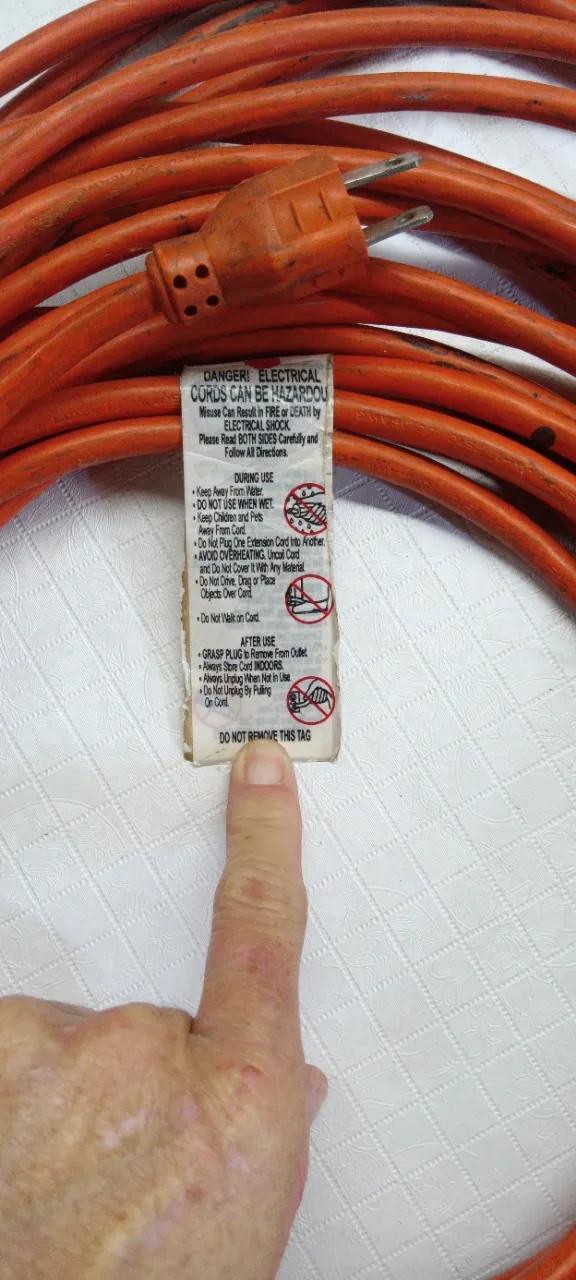 DANGER! ELECTRICAL
CORDS CAN BE HAZARDOU
Misuse Can Result in FIRE or DEATH by
ELECTRICAL SHOCK.
Please Read BOTH SIDES Carefully and
Follow All Directions.
DURING USE
• Keep Away From Water.
• DO NOT USE WHEN WET.
• Keep Children and Pets
Away From Cord.
• Do Not Plug One Extension Cord Into Another.
• AVOID OVERHEATING. Uncoil Cord
and Do Not Cover It With Any Material.
• Do Not Drive, Drag or Place
Objects Over Cord.
• Do Not Walk on Cord.
AFTER USE
• GRASP PLUG to Remove From Outlet.
• Always Store Cord INDOORS.
• Always Unplug When Not In Use.
• Do Not Unplug By Pulling
On Cord.
DO NOT REMOVE THIS TAG